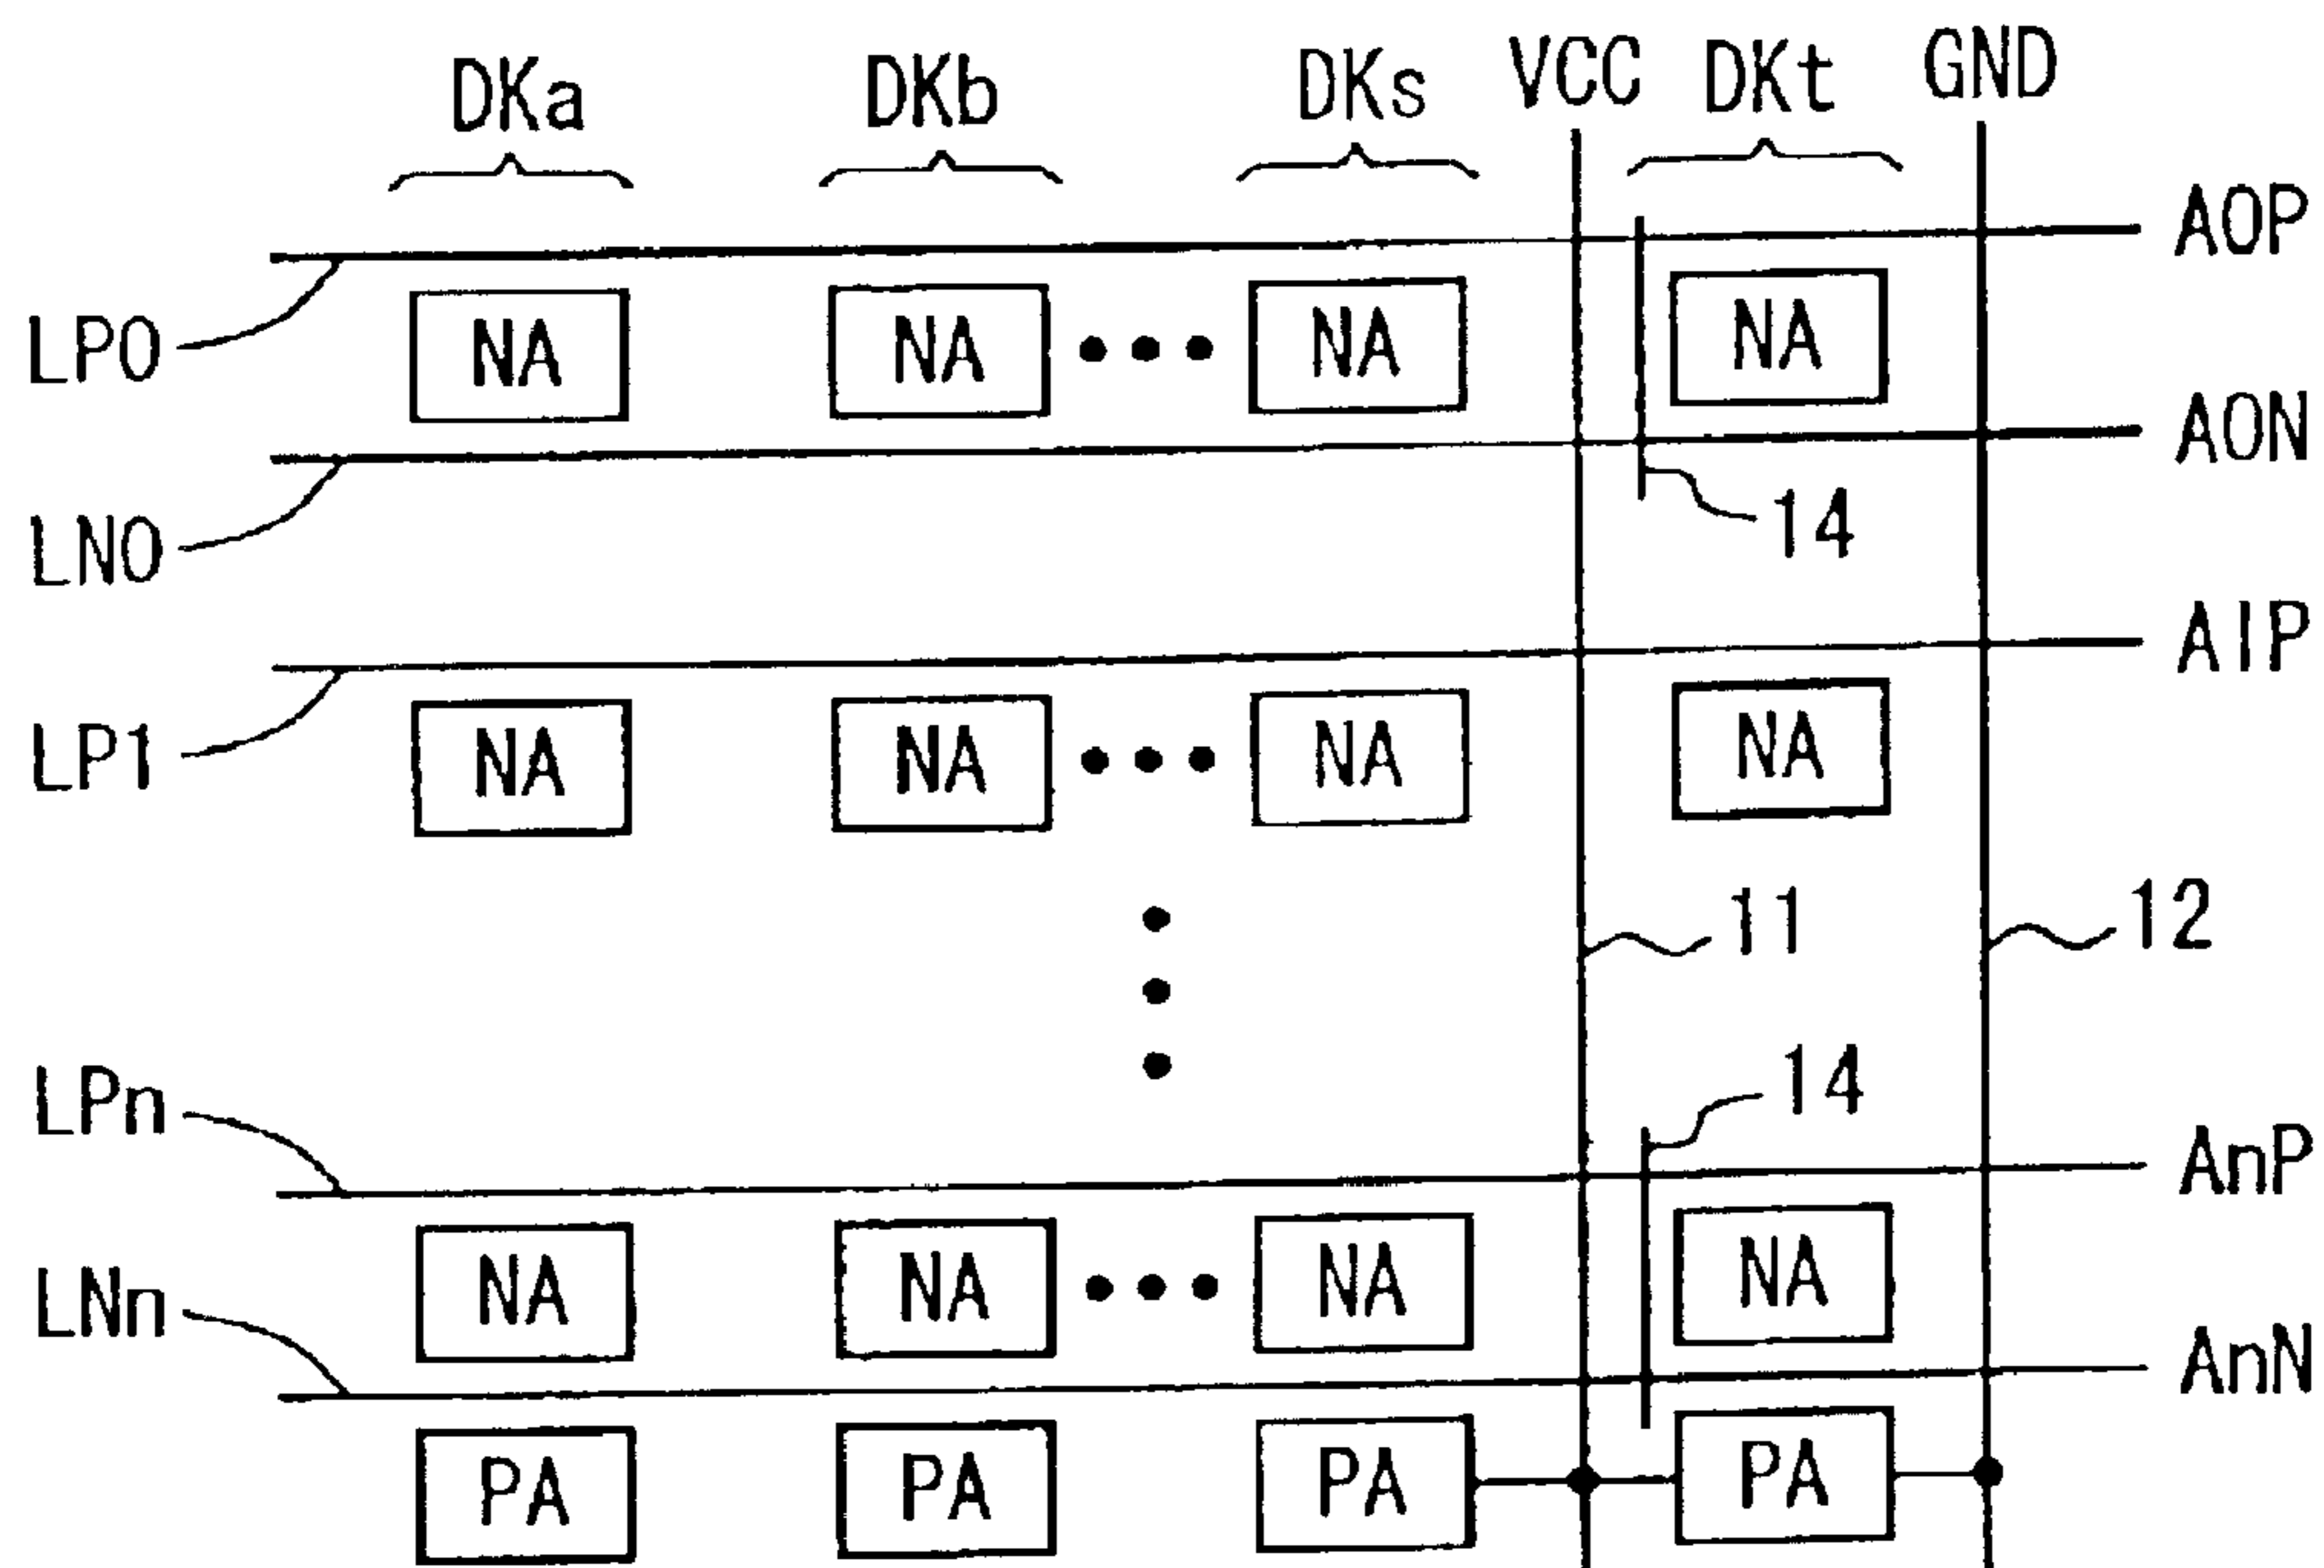 DKa DKb DKs VCC DKt GND
AOP
LPO NA NA ••• NA NA
AON
LNO 14
AIP
LP1 NA NA ••• NA NA
11 12
LPn 14
AnP
LNn NA NA ••• NA NA
AnN
PA PA PA PA